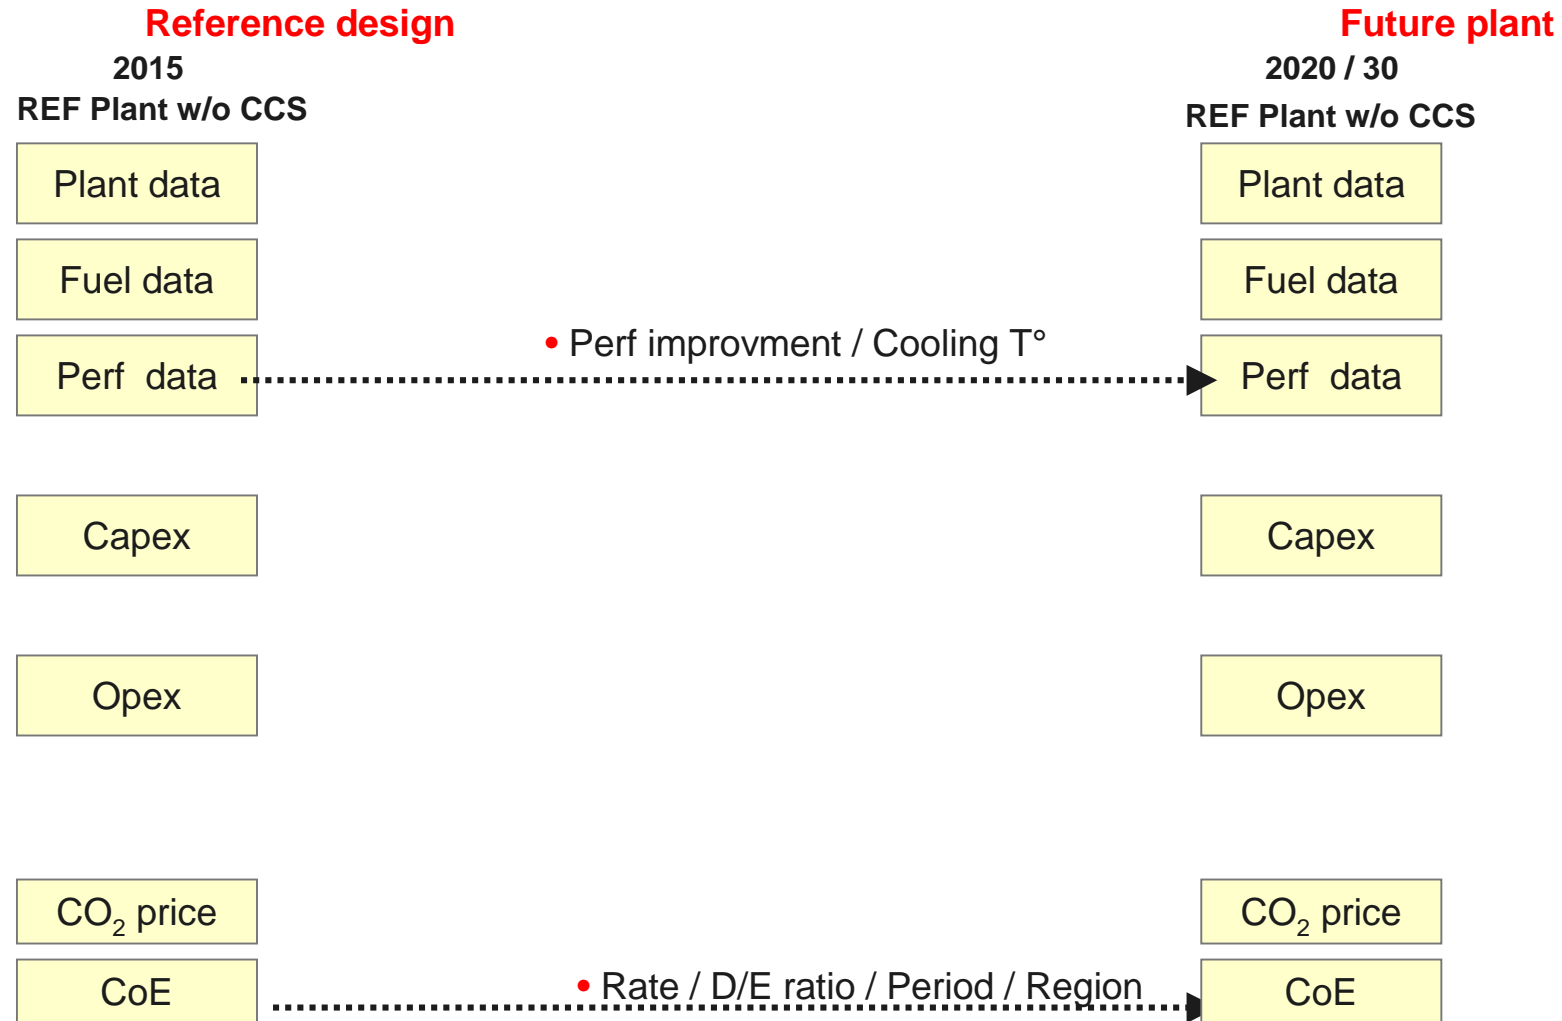 Reference design
Future plant
2015
2020 / 30
REF Plant w/o CCS
REF Plant w/o CCS
Plant data
Plant data
Fuel data
Fuel data
• Perf improvment / Cooling T°
Perf data
Perf data
Capex
Capex
Opex
Opex
CO₂ price
CO₂ price
• Rate / D/E ratio / Period / Region
CoE
CoE